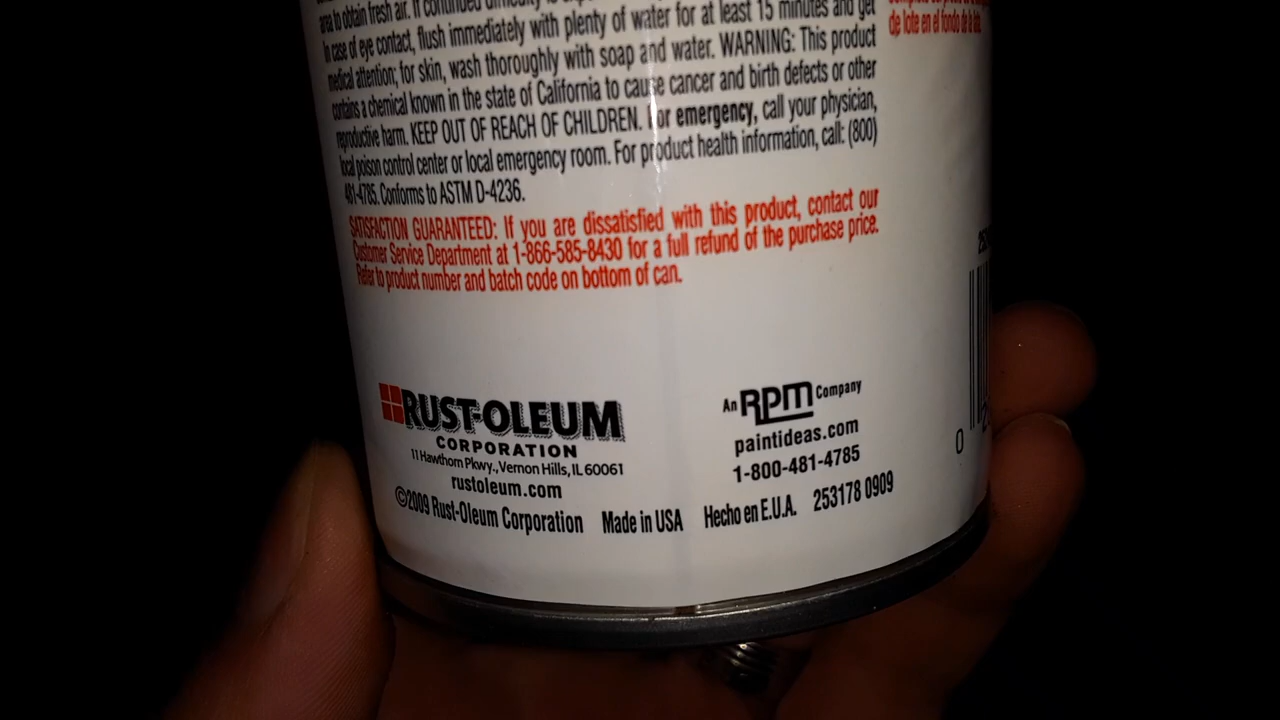 area to obtain fresh air. If continued difficulty is
In case of eye contact, flush immediately with plenty of water for at least 15 minutes and get
medical attention; for skin, wash thoroughly with soap and water. WARNING: This product
contains a chemical known in the state of California to cause cancer and birth defects or other
reproductive harm. KEEP OUT OF REACH OF CHILDREN. For emergency, call your physician,
local poison control center or local emergency room. For product health information, call: (800)
481-4785. Conforms to ASTM D-4236.
SATISFACTION GUARANTEED: If you are dissatisfied with this product, contact our
Customer Service Department at 1-866-585-8430 for a full refund of the purchase price.
Refer to product number and batch code on bottom of can.
de lote en el fondo de la lata.
RUST-OLEUM
CORPORATION
11 Hawthorn Pkwy., Vernon Hills, IL 60061
rustoleum.com
©2009 Rust-Oleum Corporation Made in USA Hecho en E.U.A. 253178 0909
An RPM Company
paintideas.com
1-800-481-4785
0